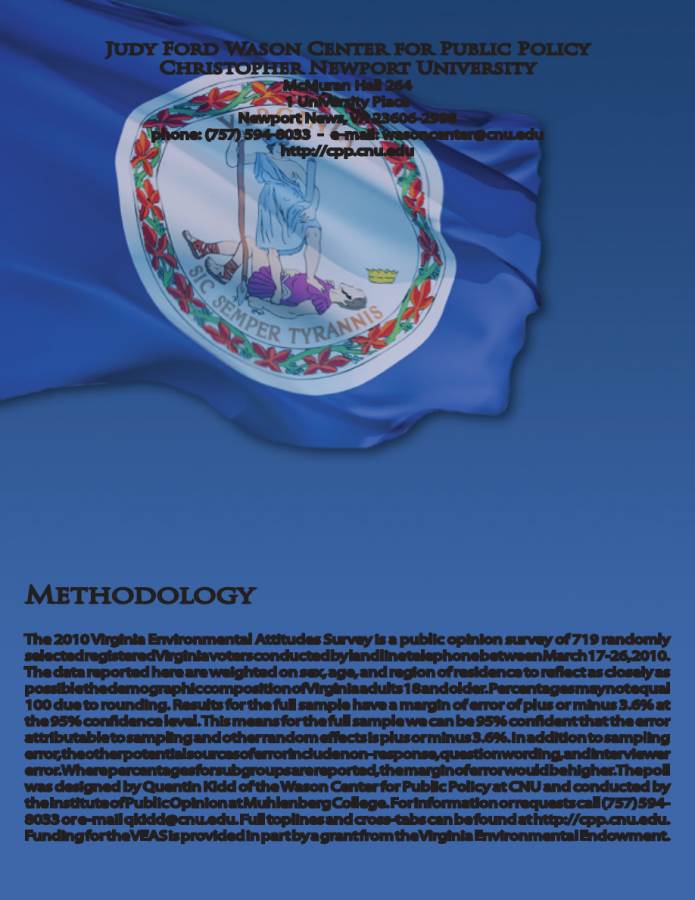 Judy Ford Wason Center for Public Policy
Christopher Newport University
McMuran Hall 264
1 University Place
Newport News, VA 23606-2998
phone: (757) 594-8033 - e-mail: wasoncenter@cnu.edu
http://cpp.cnu.edu
SIC SEMPER TYRANNIS
Methodology
The 2010 Virginia Environmental Attitudes Survey is a public opinion survey of 719 randomly
selected registered Virginia voters conducted by landline telephone between March 17-26, 2010.
The data reported here are weighted on sex, age, and region of residence to reflect as closely as
possible the demographic composition of Virginia adults 18 and older. Percentages may not equal
100 due to rounding. Results for the full sample have a margin of error of plus or minus 3.6% at
the 95% confidence level. This means for the full sample we can be 95% confident that the error
attributable to sampling and other random effects is plus or minus 3.6%. In addition to sampling
error, the other potential sources of error include non-response, question wording, and interviewer
error. Where percentages for subgroups are reported, the margin of error would be higher. The poll
was designed by Quentin Kidd of the Wason Center for Public Policy at CNU and conducted by
the Institute of Public Opinion at Muhlenberg College. For information or requests call (757) 594-
8033 or e-mail qkidd@cnu.edu. Full toplines and cross-tabs can be found at http://cpp.cnu.edu.
Funding for the VEAS is provided in part by a grant from the Virginia Environmental Endowment.